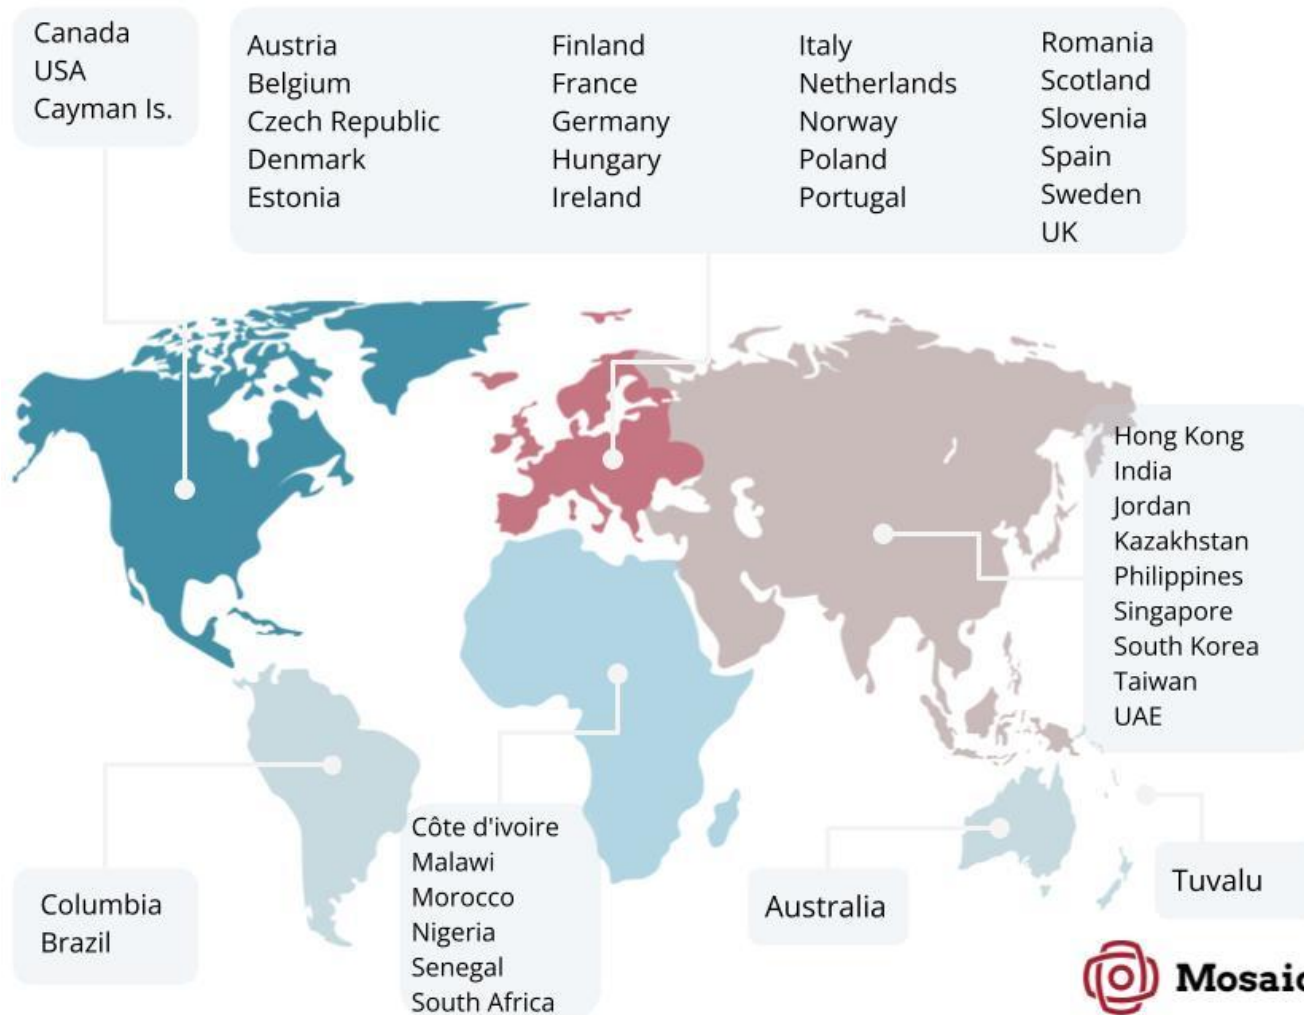 Canada
USA
Cayman Is.
Austria
Belgium
Czech Republic
Denmark
Estonia
Finland
France
Germany
Hungary
Ireland
Italy
Netherlands
Norway
Poland
Portugal
Romania
Scotland
Slovenia
Spain
Sweden
UK
Hong Kong
India
Jordan
Kazakhstan
Philippines
Singapore
South Korea
Taiwan
UAE
Columbia
Brazil
Côte d'ivoire
Malawi
Morocco
Nigeria
Senegal
South Africa
Australia
Tuvalu
Mosaic